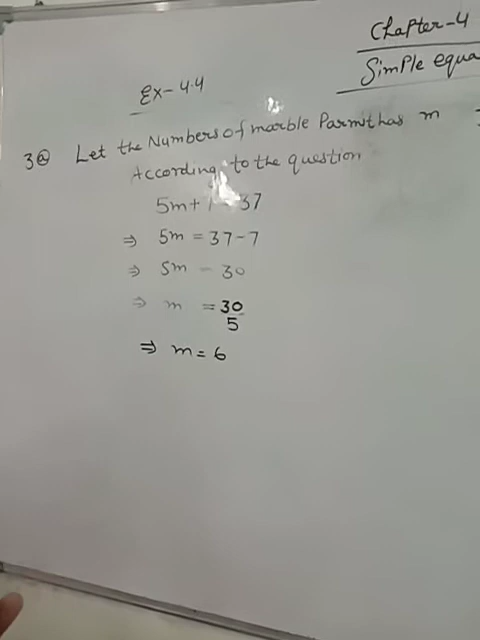 Chapter-4
Simple equa
Ex-4.4
3 @ Let the Numbers of marble Parmit has m
According to the question
5m+ 37
⇒ 5m = 37-7
⇒ 5m = 30
⇒ m = 30
5
⇒ m = 6